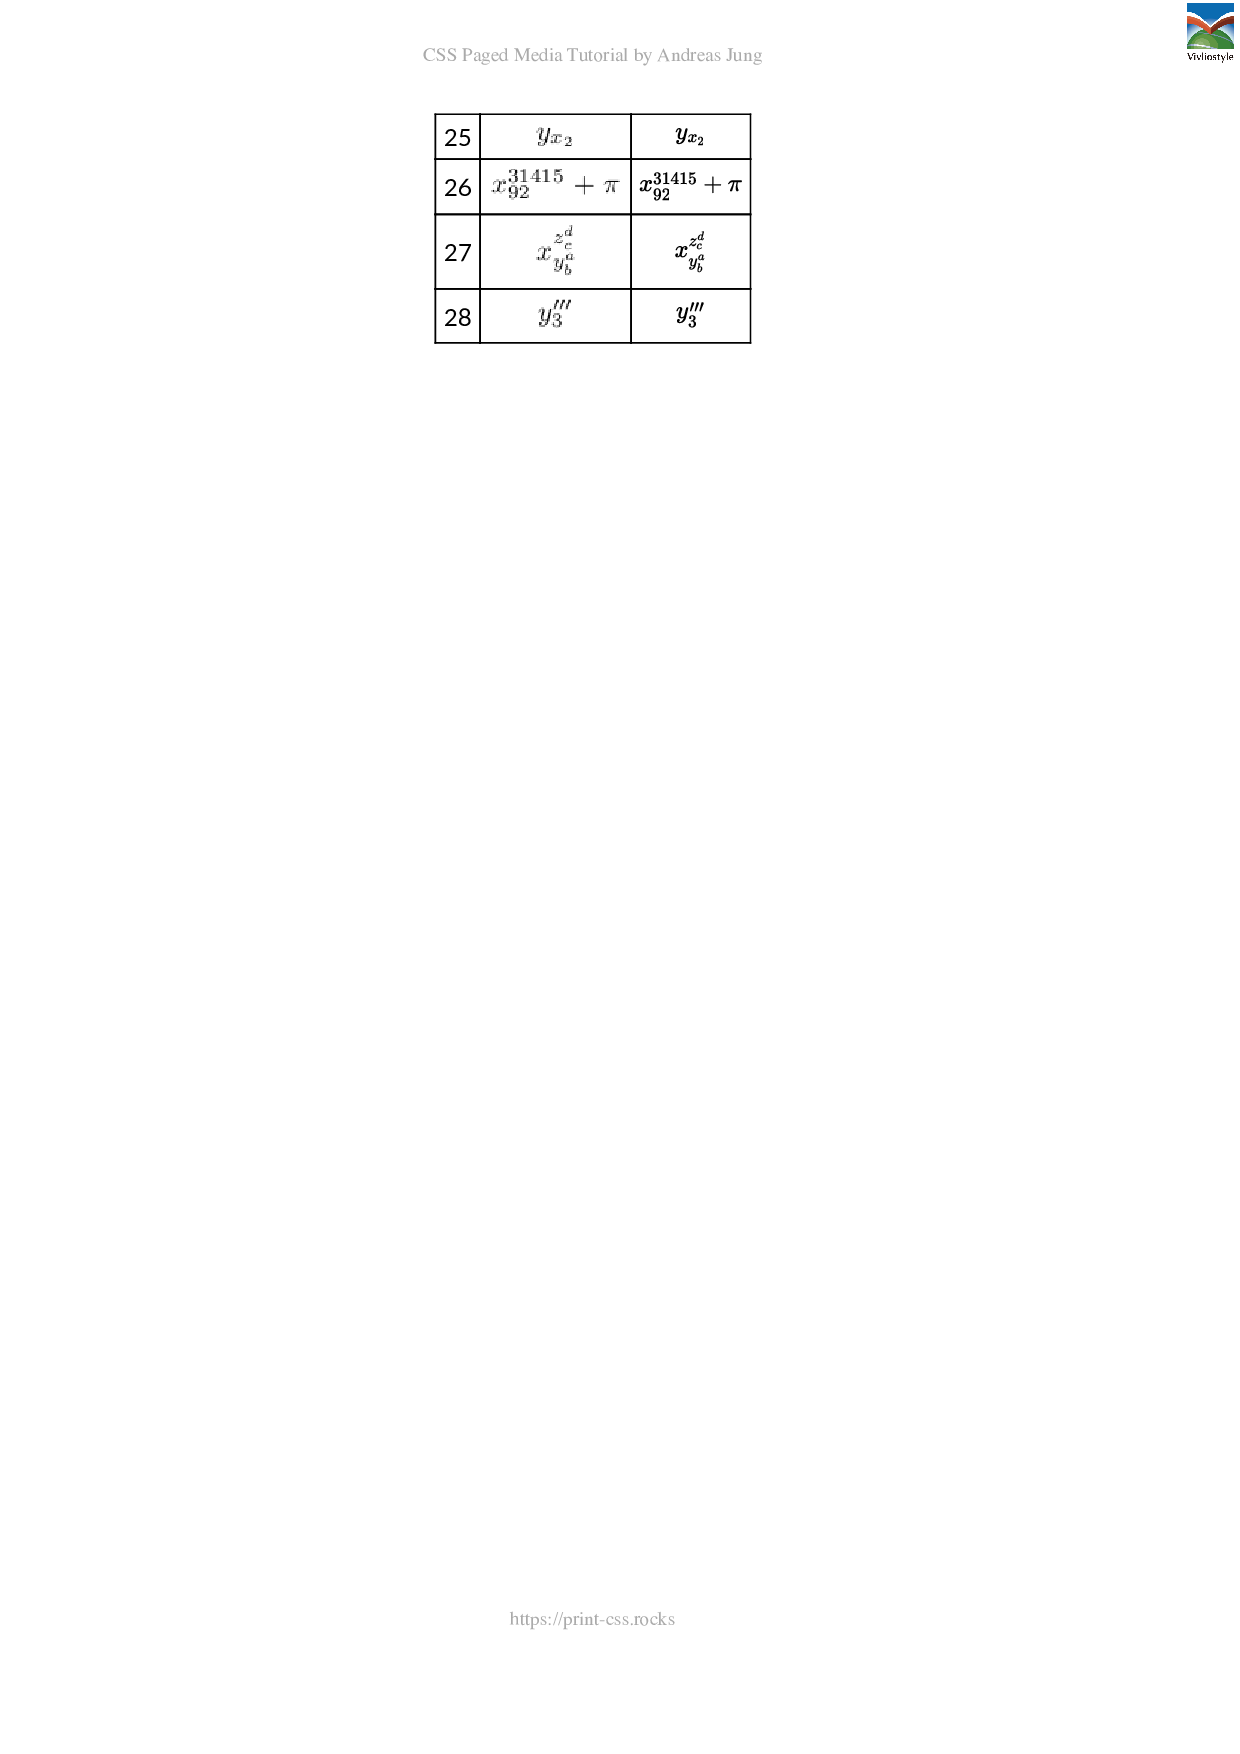 Vivliostyle
CSS Paged Media Tutorial by Andreas Jung
25 $y_{x_2}$ $y_{x_2}$
26 $x_{92}^{31415} + \pi$ $x_{92}^{31415} + \pi$
27 $x_{y_b^a}^{z_c^d}$ $x_{y_b^a}^{z_c^d}$
28 $y_3'''$ $y_3'''$
https://print-css.rocks